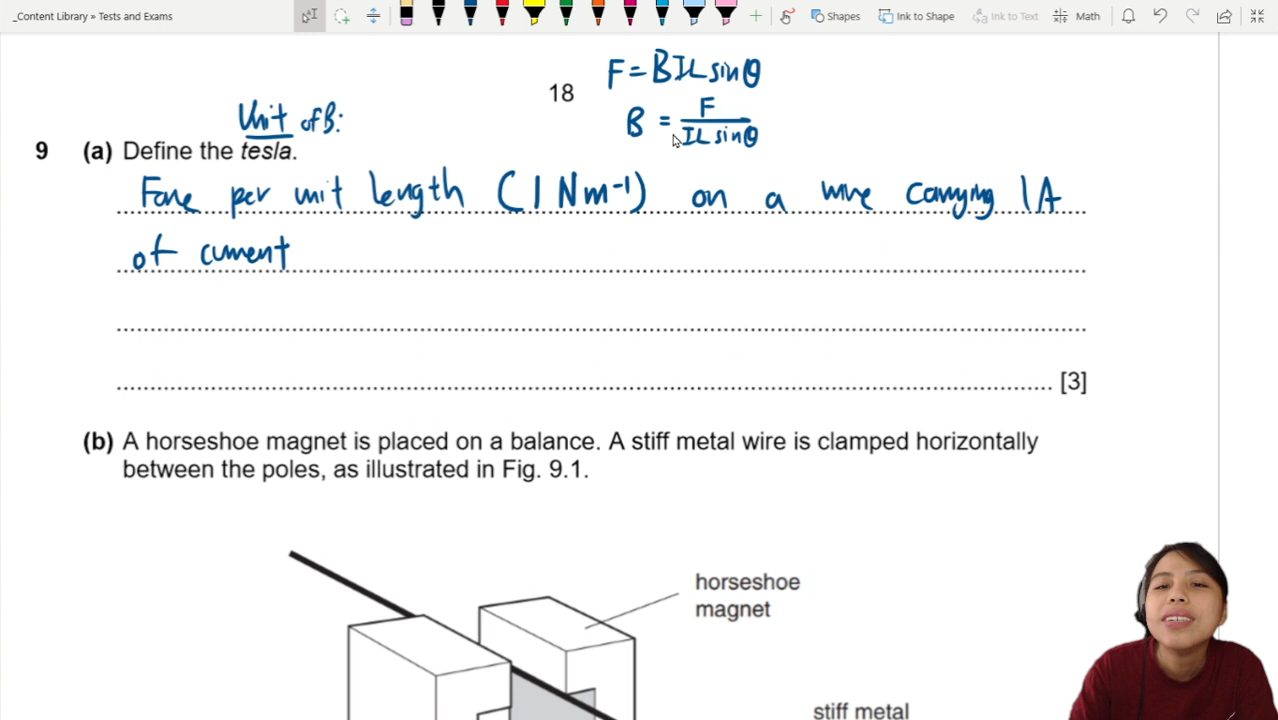 _Content Library » Tests and Exams
Shapes
Ink to Shape
Ink to Text
Math
F = BIL sinθ
18
Unit of B:
B = F / IL sinθ
9 (a) Define the tesla.
Force per unit length (1 Nm⁻¹) on a wire carrying 1A
of current
[3]
(b) A horseshoe magnet is placed on a balance. A stiff metal wire is clamped horizontally
between the poles, as illustrated in Fig. 9.1.
horseshoe
magnet
stiff metal